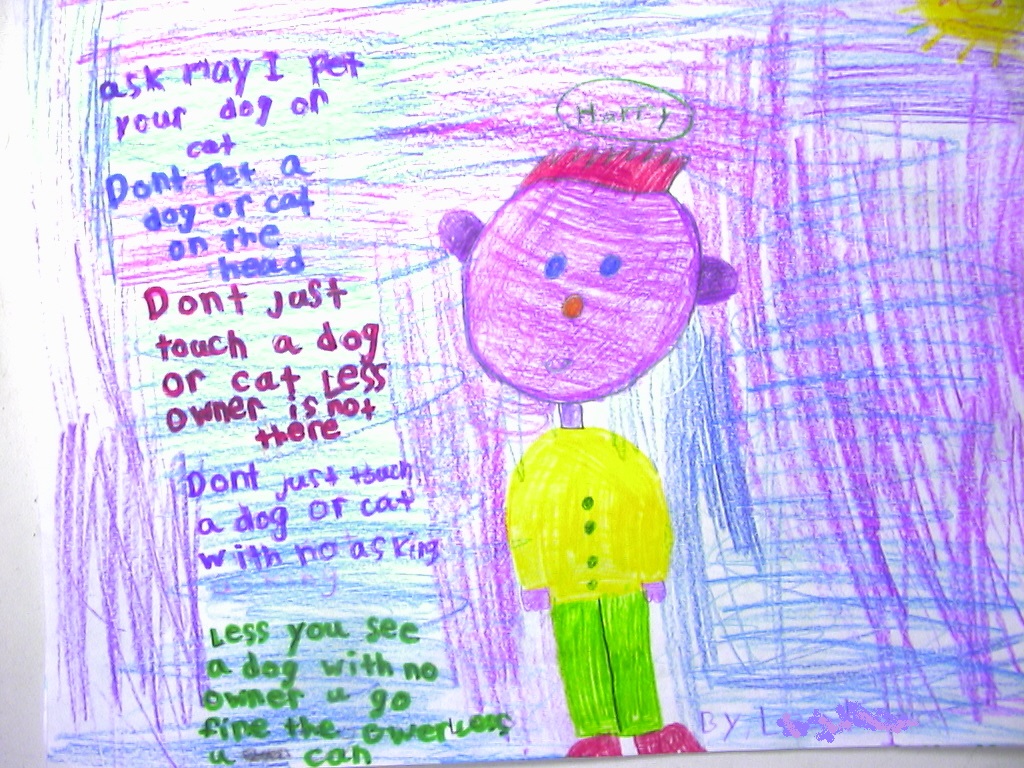 ask may I pet
your dog or
cat
Dont pet a
dog or cat
on the
head
Dont just
touch a dog
or cat Less
owner is not
there
Dont just touch
a dog or cat
with no asking
Less you see
a dog with no
owner u go
fine the owerLess
u can
Harry
By L